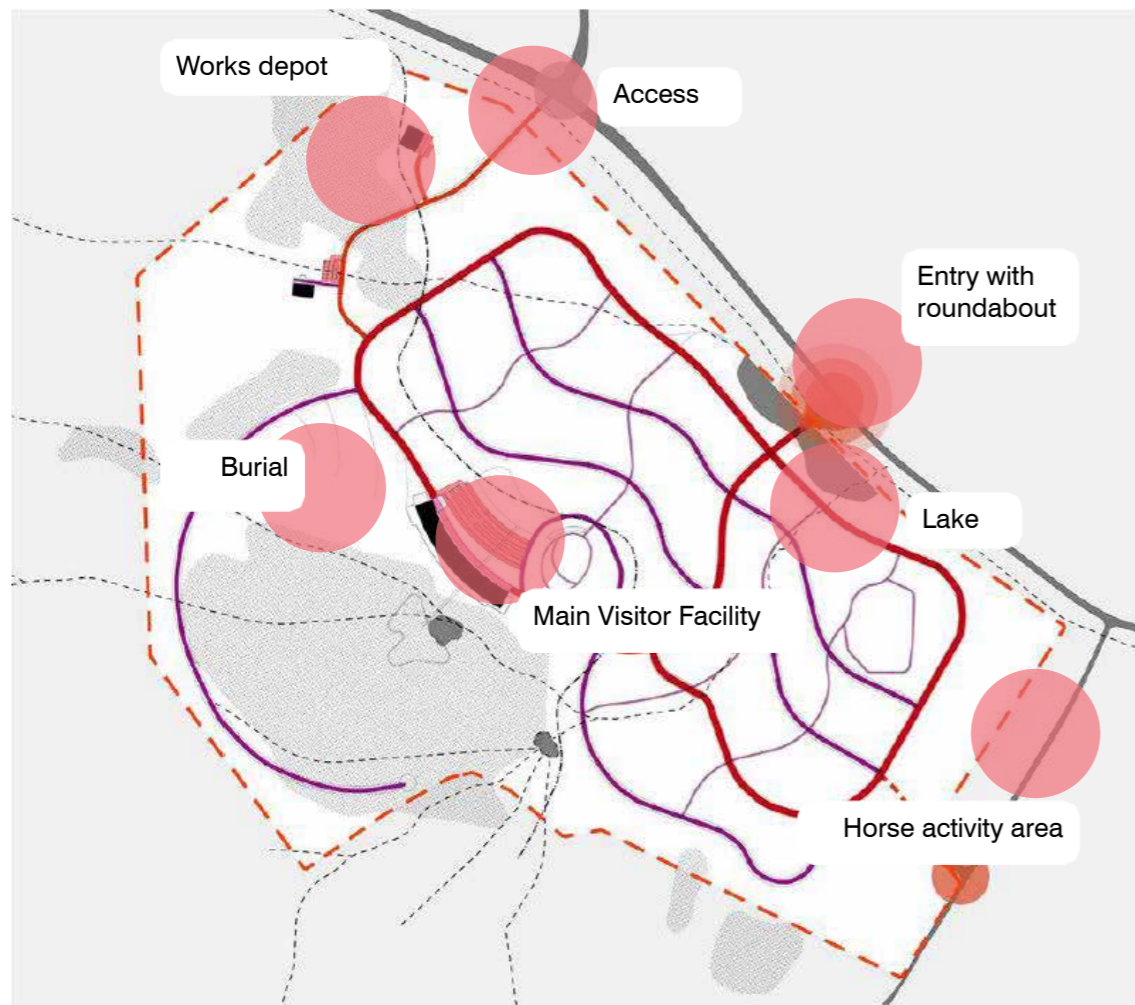 Works depot
Access
Entry with
roundabout
Burial
Lake
Main Visitor Facility
Horse activity area